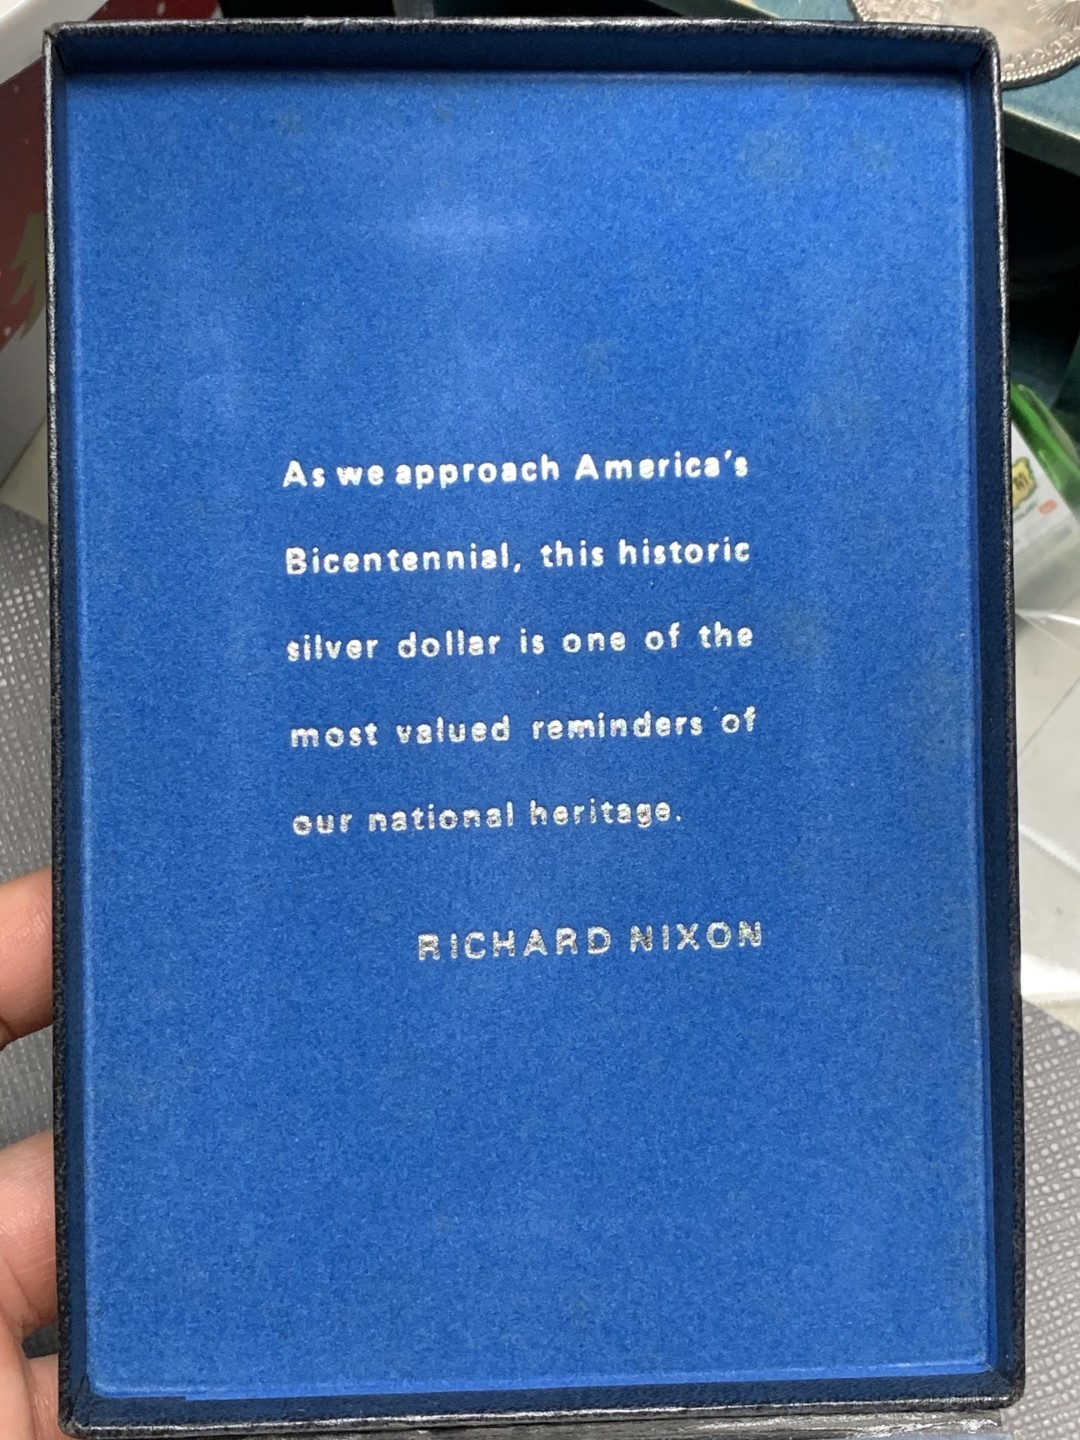 As we approach America's
Bicentennial, this historic
silver dollar is one of the
most valued reminders of
our national heritage.
RICHARD NIXON